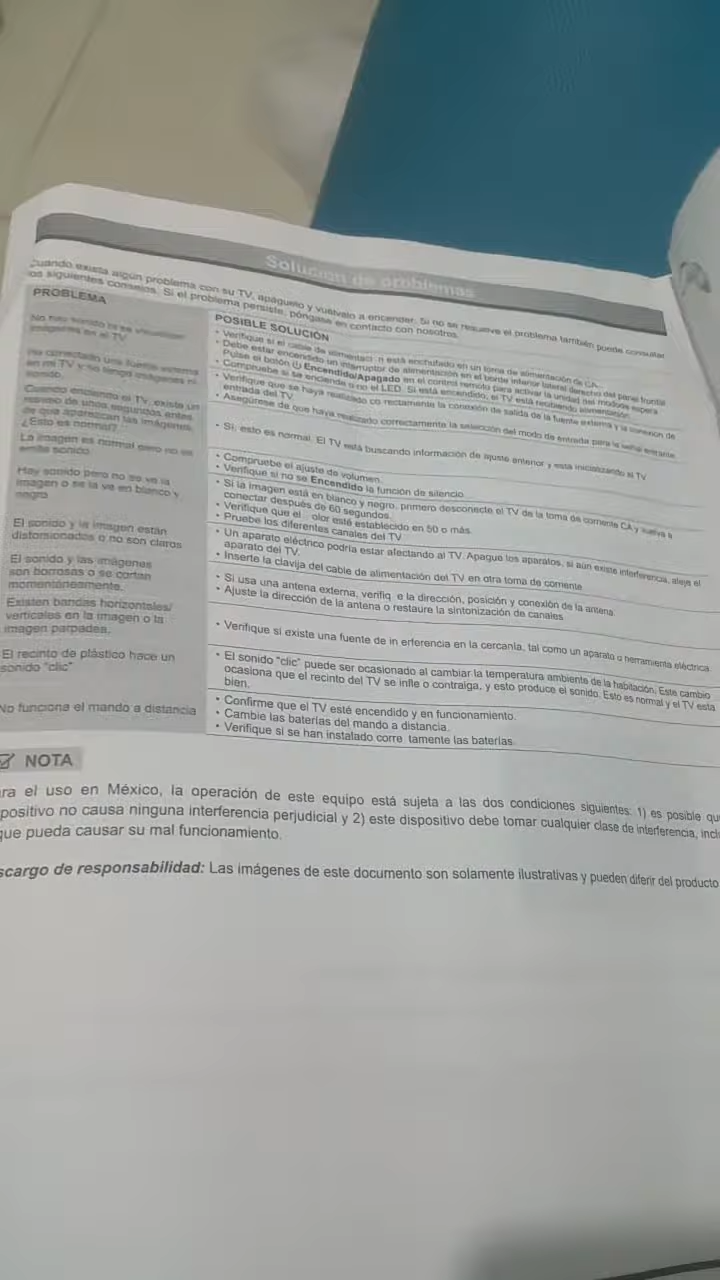 Solución de problemas
Cuando exista algún problema con su TV, apáguelo y vuélvalo a encender. Si no se resuelve el problema también puede consultar
los siguientes consejos. Si el problema persiste, póngase en contacto con nosotros.
PROBLEMA
POSIBLE SOLUCIÓN
No hay sonido ni se visualizan
imágenes en el TV
• Verifique si el cable de alimentaci n está enchufado en un toma de alimentación de CA.
• Debe estar encendido un interruptor de alimentación en el borde inferior lateral derecho del panel frontal
Pulse el botón Encendido/Apagado en el control remoto para activar la unidad del modo de espera
• Compruebe si se enciende o no el LED. Si está encendido, el TV está recibiendo alimentación
He conectado una fuente externa
en mi TV y no tengo imágenes ni
sonido.
• Verifique que se haya realizado co rectamente la conexión de salida de la fuente externa y la conexión de
entrada del TV.
• Asegúrese de que haya realizado correctamente la selección del modo de entrada para la señal entrante.
Cuando enciendo el TV, existe un
retraso de unos segundos antes
de que aparezcan las imágenes.
¿Esto es normal?
• Sí, esto es normal. El TV está buscando información de ajuste anterior y está inicializando el TV
La imagen es normal pero no se
emite sonido
• Compruebe el ajuste de volumen.
• Verifique si no se Encendido la función de silencio
Hay sonido pero no se ve la
imagen o se la ve en blanco y
negro
• Si la imagen está en blanco y negro, primero desconecte el TV de la toma de corriente CA y vuelva a
conectar después de 60 segundos.
• Verifique que el olor esté establecido en 50 o más.
• Pruebe los diferentes canales del TV
El sonido y la imagen están
distorsionados o no son claros
• Un aparato eléctrico podría estar afectando al TV. Apague los aparatos, si aún existe interferencia, aleje el
aparato del TV.
• Inserte la clavija del cable de alimentación del TV en otra toma de corriente
El sonido y las imágenes
son borrosas o se cortan
momentáneamente.
• Si usa una antena externa, verifiq e la dirección, posición y conexión de la antena.
• Ajuste la dirección de la antena o restaure la sintonización de canales
Existen bandas horizontales/
verticales en la imagen o la
imagen parpadea.
• Verifique si existe una fuente de in erferencia en la cercanía, tal como un aparato o herramienta eléctrica.
El recinto de plástico hace un
sonido "clic"
• El sonido "clic" puede ser ocasionado al cambiar la temperatura ambiente de la habitación. Este cambio
ocasiona que el recinto del TV se infle o contraiga, y esto produce el sonido. Esto es normal y el TV está
bien.
No funciona el mando a distancia
• Confirme que el TV esté encendido y en funcionamiento.
• Cambie las baterías del mando a distancia.
• Verifique si se han instalado corre tamente las baterías.
NOTA
ra el uso en México, la operación de este equipo está sujeta a las dos condiciones siguientes: 1) es posible que
positivo no causa ninguna interferencia perjudicial y 2) este dispositivo debe tomar cualquier clase de interferencia, inclu
que pueda causar su mal funcionamiento.
scargo de responsabilidad: Las imágenes de este documento son solamente ilustrativas y pueden diferir del producto